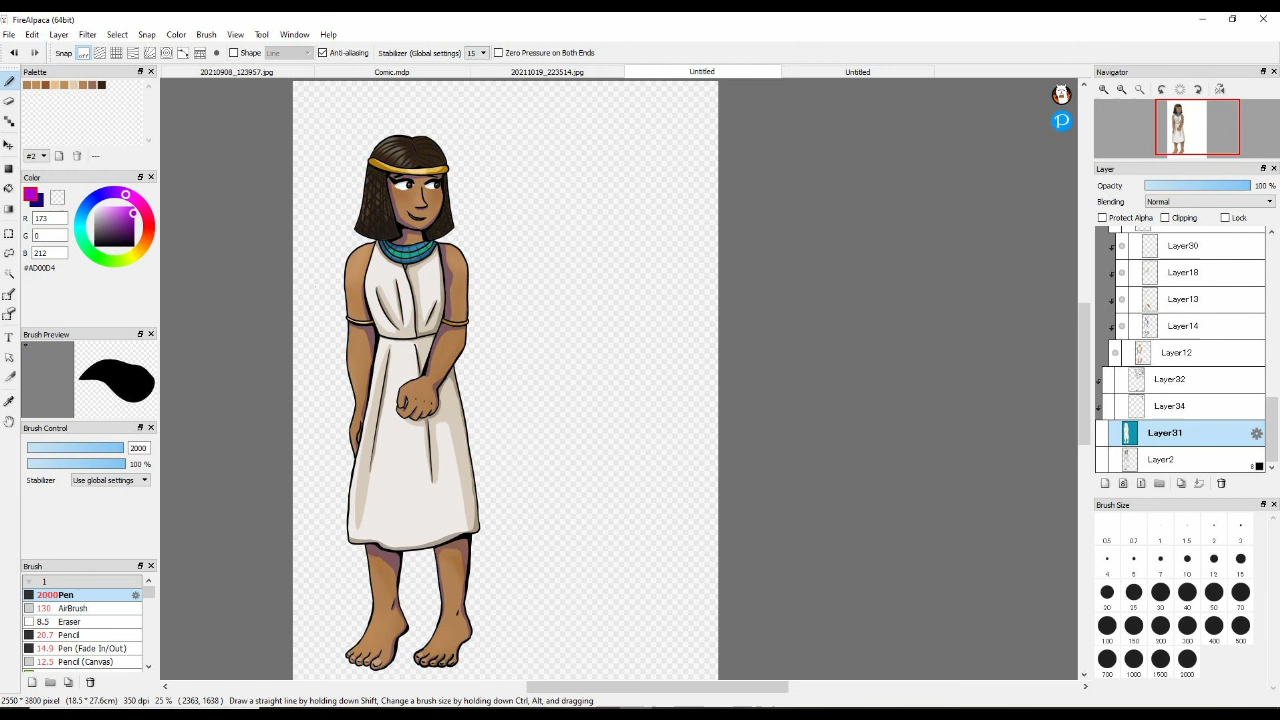 FireAlpaca (64bit)
File Edit Layer Filter Select Snap Color Brush View Tool Window Help
Snap off Shape Line Anti-aliasing Stabilizer (Global settings) 15 Zero Pressure on Both Ends
Palette
20210908_123957.jpg Comic.mdp 20211019_223514.jpg Untitled Untitled
Navigator
#2 ---
Color
R 173
G 0
B 212
#AD00D4
Layer
Opacity 100 %
Blending Normal
Protect Alpha Clipping Lock
Layer30
Layer18
Layer13
Layer14
Layer12
Layer32
Layer34
Layer31
Layer2
8
Brush Preview
Brush Control
2000
100 %
Stabilizer Use global settings
Brush
1
2000 Pen
130 AirBrush
8.5 Eraser
20.7 Pencil
14.9 Pen (Fade In/Out)
12.5 Pencil (Canvas)
Brush Size
0.5 0.7 1 1.5 2 3
4 5 7 10 12 15
20 25 30 40 50 70
100 150 200 300 400 500
700 1000 1500 2000
2550 * 3800 pixel (18.5 * 27.6cm) 350 dpi 25 % (2363, 1638) Draw a straight line by holding down Shift, Change a brush size by holding down Ctrl, Alt, and dragging